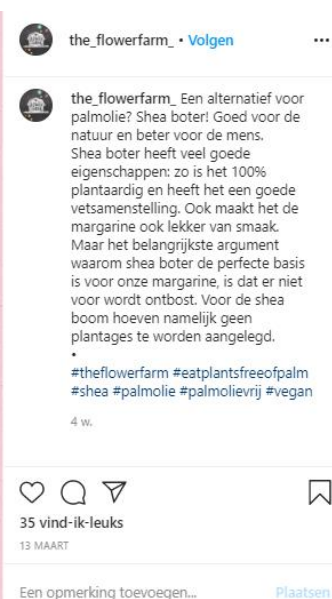 the_flowerfarm_ • Volgen ...
the_flowerfarm_ Een alternatief voor
palmolie? Shea boter! Goed voor de
natuur en beter voor de mens.
Shea boter heeft veel goede
eigenschappen: zo is het 100%
plantaardig en heeft het een goede
vetsamenstelling. Ook maakt het de
margarine ook lekker van smaak.
Maar het belangrijkste argument
waarom shea boter de perfecte basis
is voor onze margarine, is dat er niet
voor wordt ontbost. Voor de shea
boom hoeven namelijk geen
plantages te worden aangelegd.
•
#theflowerfarm #eatplantsfreeofpalm
#shea #palmolie #palmolievrij #vegan
4 w.
35 vind-ik-leuks
13 MAART
Een opmerking toevoegen... Plaatsen